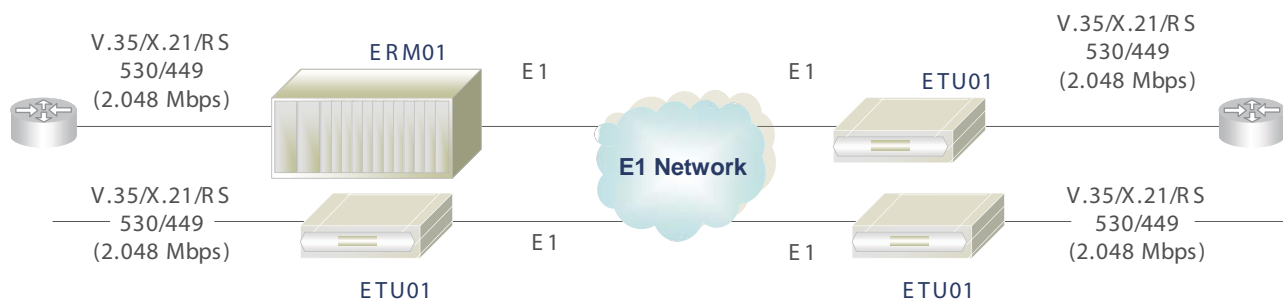 V.35/X.21/RS
530/449
(2.048 Mbps)
ERM01
E1
E1
ETU01
V.35/X.21/RS
530/449
(2.048 Mbps)
E1 Network
V.35/X.21/RS
530/449
(2.048 Mbps)
ETU01
E1
E1
ETU01
V.35/X.21/RS
530/449
(2.048 Mbps)